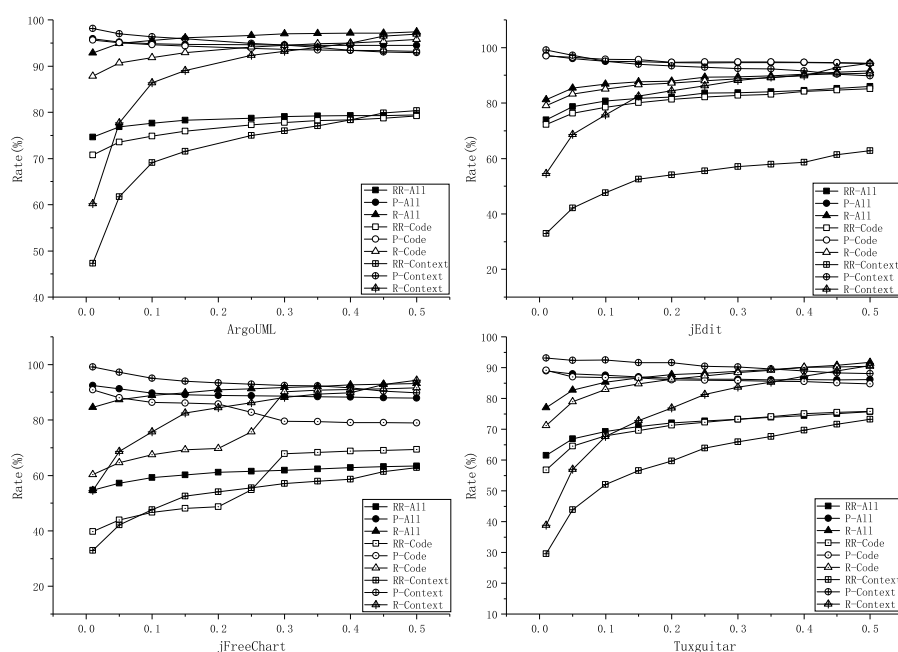 100
90
80
70
60
50
40
Rate(%)
RR-All
P-All
R-All
RR-Code
P-Code
R-Code
RR-Context
P-Context
R-Context
0.0 0.1 0.2 0.3 0.4 0.5
ArgoUML
100
80
60
40
20
Rate(%)
RR-All
P-All
R-All
RR-Code
P-Code
R-Code
RR-Context
P-Context
R-Context
0.0 0.1 0.2 0.3 0.4 0.5
jEdit
100
80
60
40
20
Rate(%)
RR-All
P-All
R-All
RR-Code
P-Code
R-Code
RR-Context
P-Context
R-Context
0.0 0.1 0.2 0.3 0.4 0.5
jFreeChart
100
90
80
70
60
50
40
30
20
10
Rate(%)
RR-All
P-All
R-All
RR-Code
P-Code
R-Code
RR-Context
P-Context
R-Context
0.0 0.1 0.2 0.3 0.4 0.5
Tuxguitar